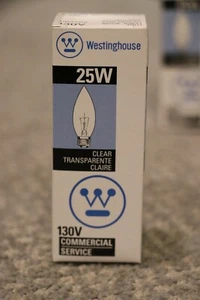 Westinghouse
25W
CLEAR
TRANSPARENTE
CLAIRE
130V
COMMERCIAL
SERVICE